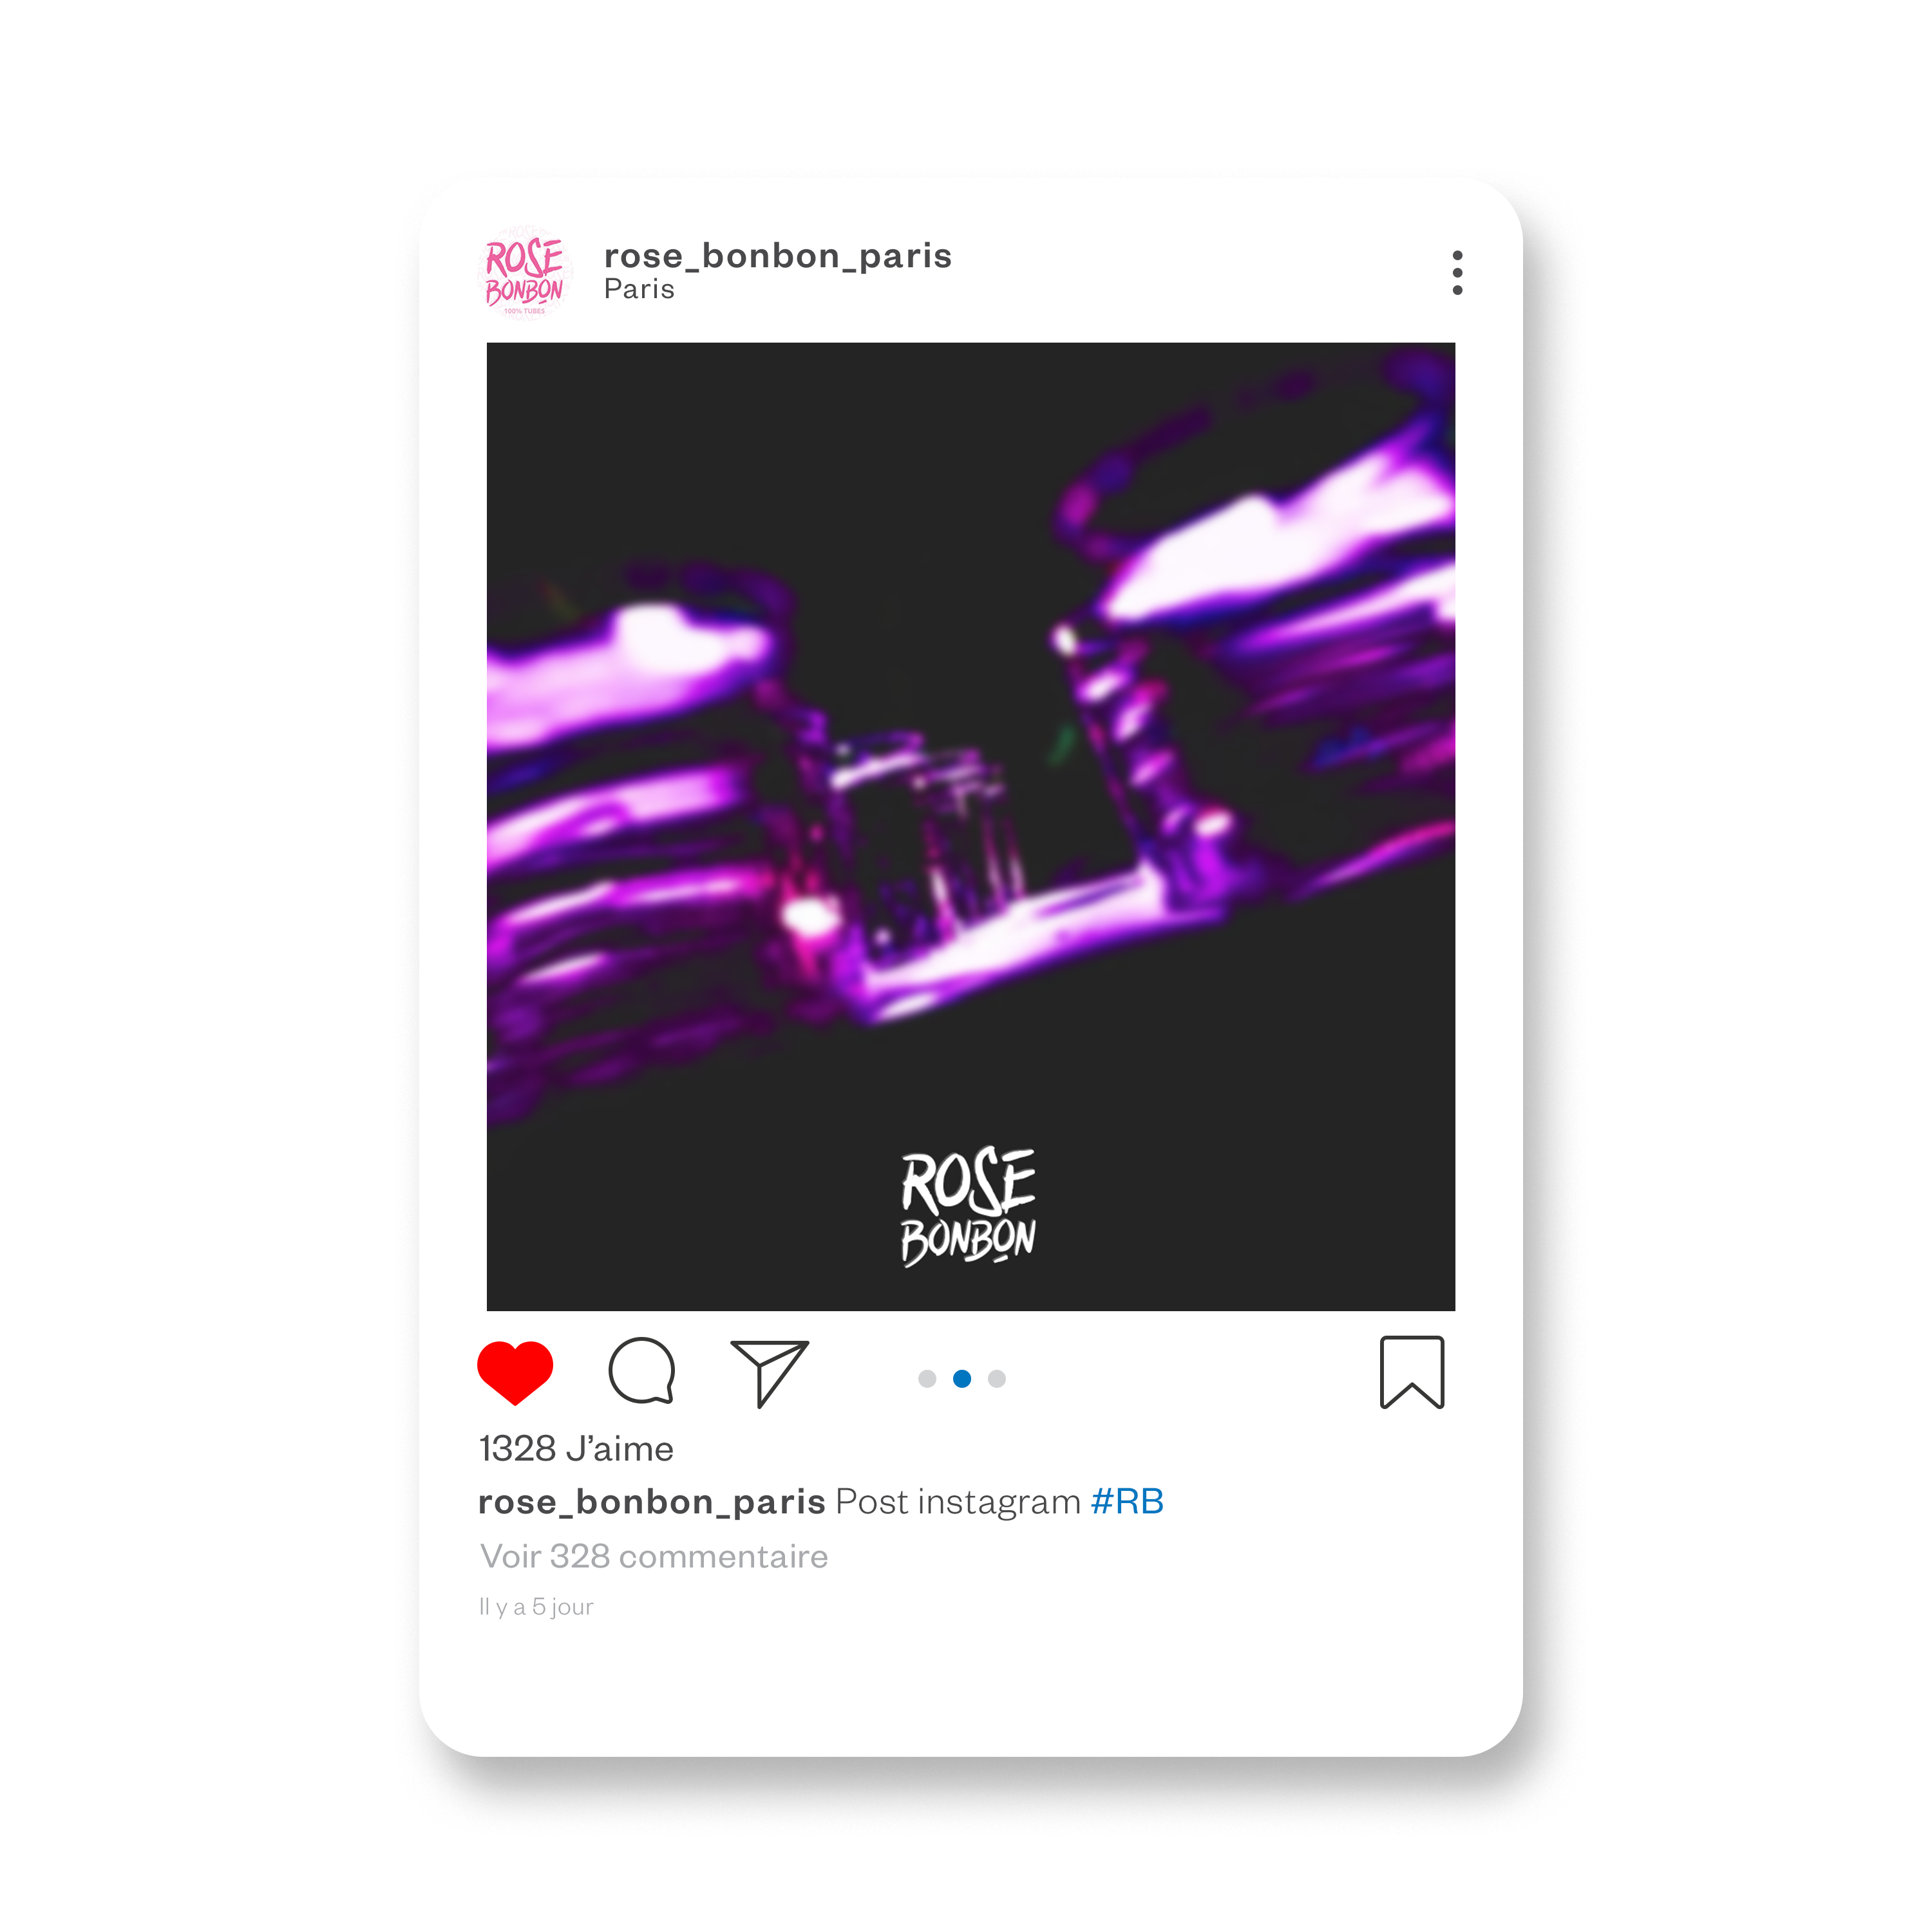 ROSE
BONBON
100% TUBES
rose_bonbon_paris
Paris
ROSE
BONBON
1328 J’aime
rose_bonbon_paris Post instagram #RB
Voir 328 commentaire
Il y a 5 jour